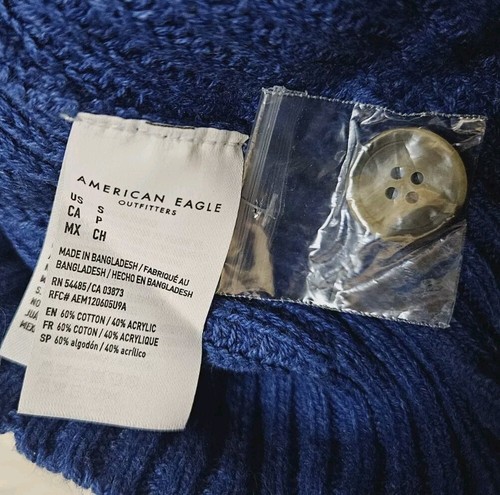 AMERICAN EAGLE
OUTFITTERS
US S
CA P
MX CH
MADE IN BANGLADESH / FABRIQUÉ AU
BANGLADESH / HECHO EN BANGLADESH
RN 54485/CA 03873
RFC# AEM120605U9A
EN 60% COTTON / 40% ACRYLIC
FR 60% COTON / 40% ACRYLIQUE
SP 60% algodón / 40% acrílico